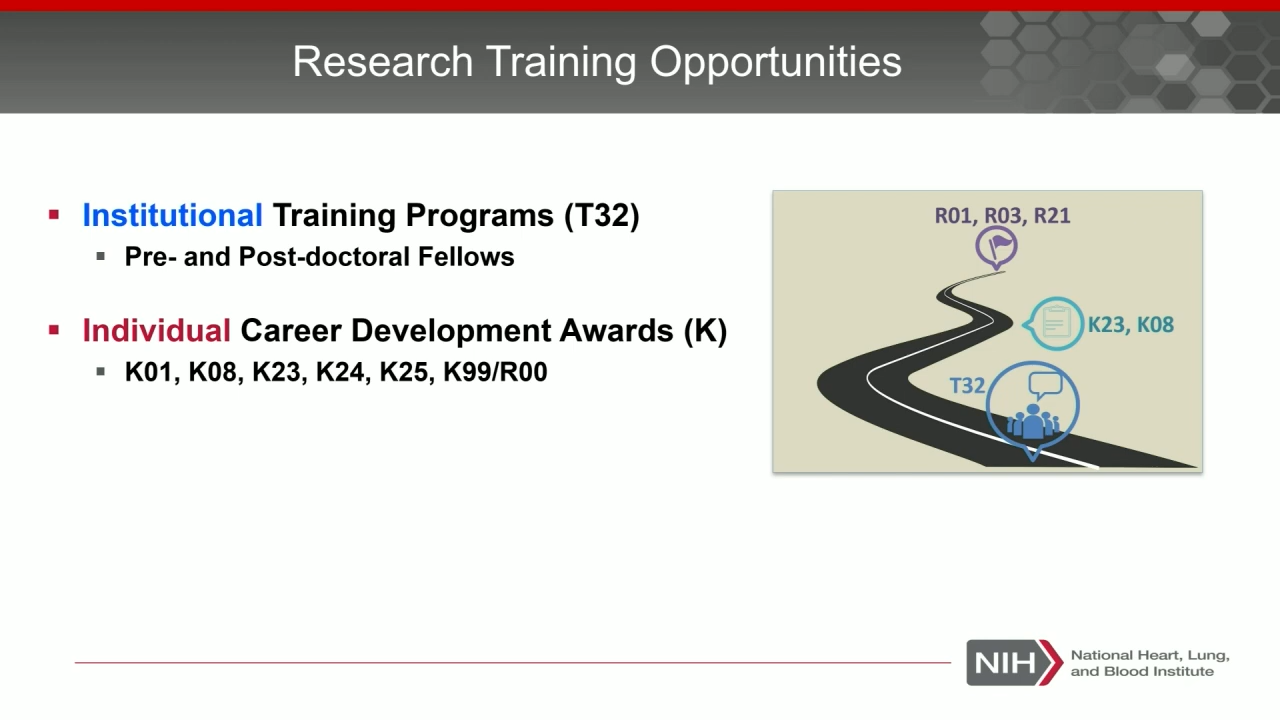 Research Training Opportunities
Institutional Training Programs (T32)
Pre- and Post-doctoral Fellows
Individual Career Development Awards (K)
K01, K08, K23, K24, K25, K99/R00
R01, R03, R21
K23, K08
T32
NIH
National Heart, Lung,
and Blood Institute